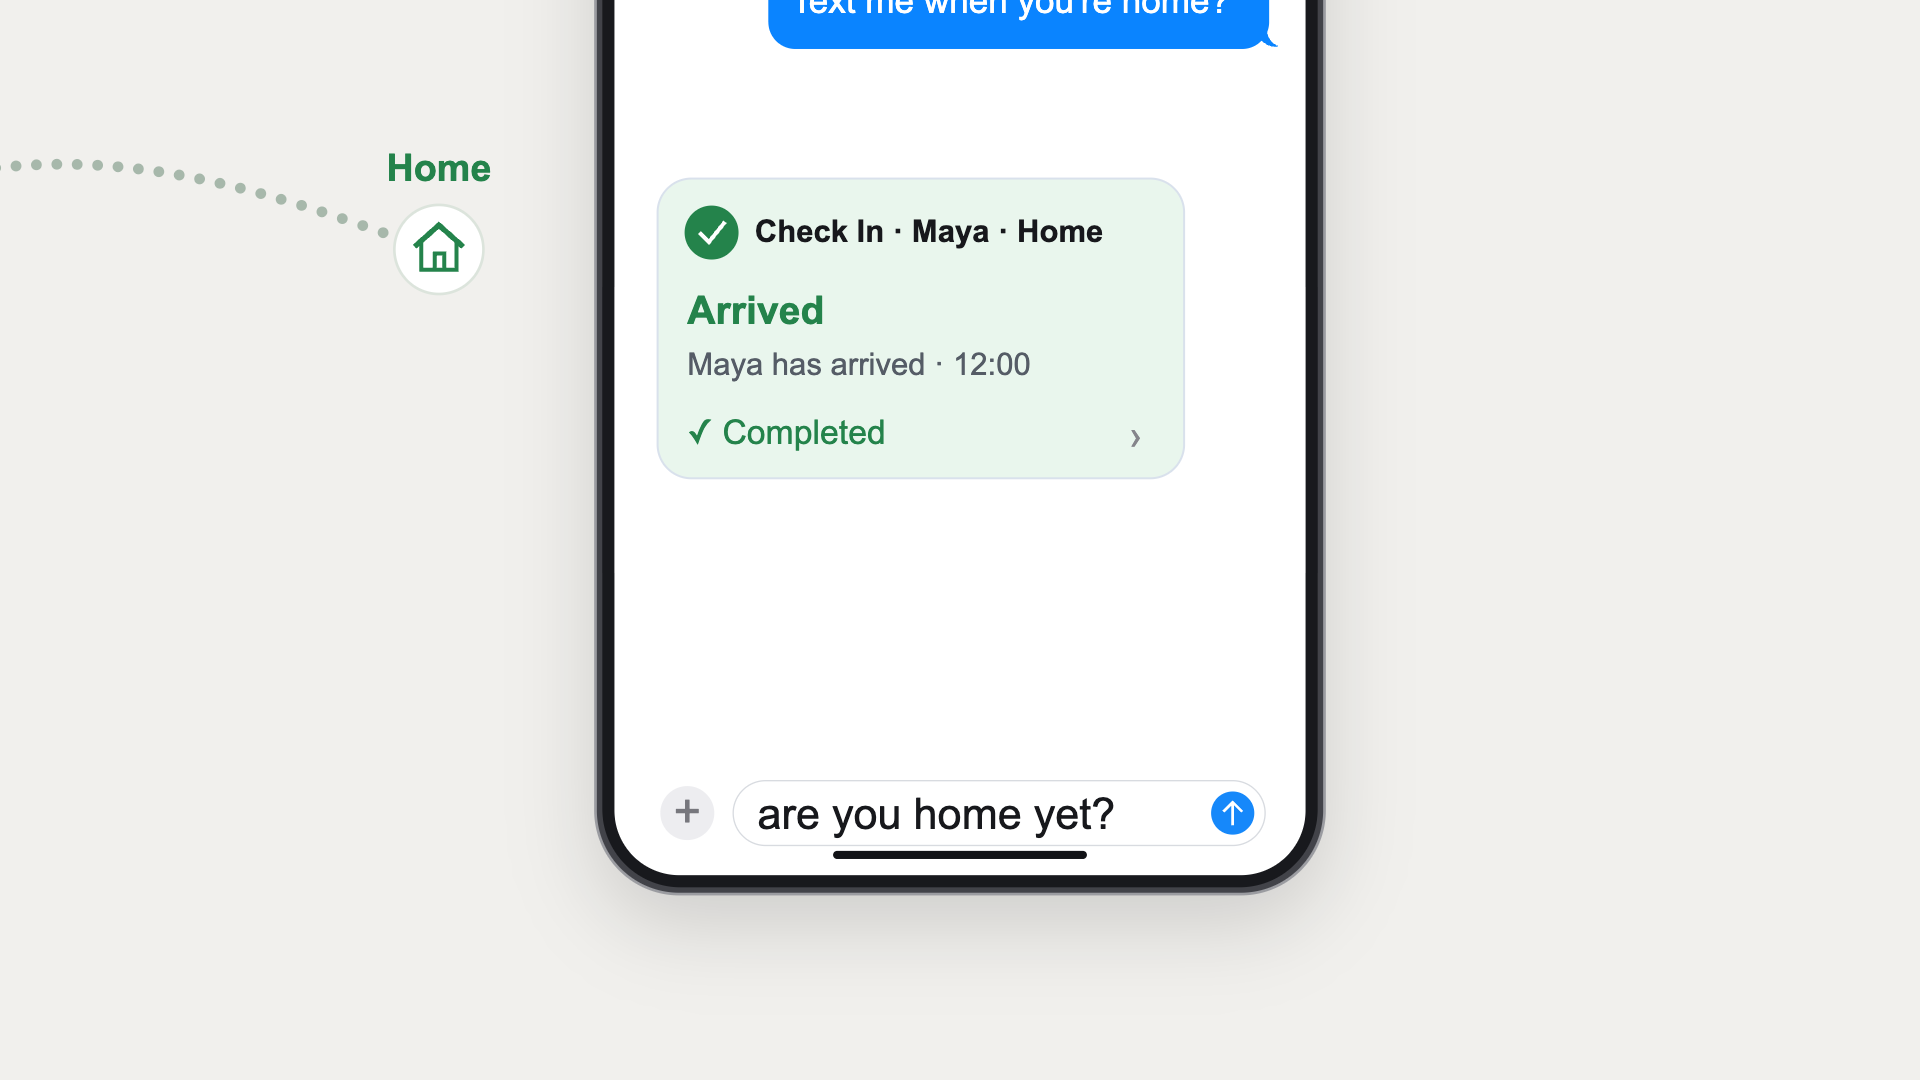 Text me when you're home?
Home
Check In · Maya · Home
Arrived
Maya has arrived · 12:00
✓ Completed
are you home yet?